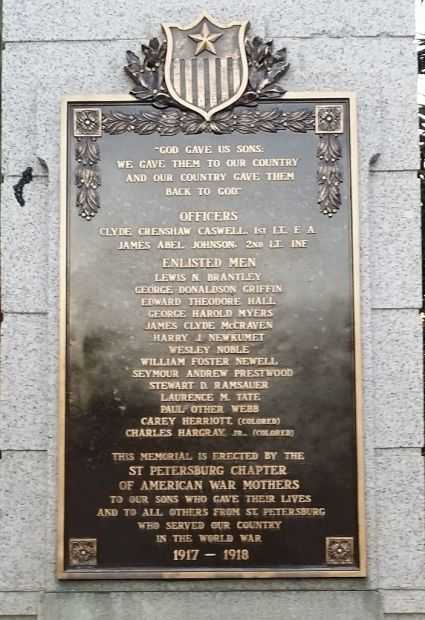 "GOD GAVE US SONS:
WE GAVE THEM TO OUR COUNTRY
AND OUR COUNTRY GAVE THEM
BACK TO GOD"
OFFICERS
CLYDE CRENSHAW CASWELL, 1ST LT. F. A.
JAMES ABEL JOHNSON, 2ND LT. INF.
ENLISTED MEN
LEWIS N. BRANTLEY
GEORGE DONALDSON GRIFFIN
EDWARD THEODORE HALL
GEORGE HAROLD MYERS
JAMES CLYDE McCRAVEN
HARRY J. NEWKUMET
WESLEY NOBLE
WILLIAM FOSTER NEWELL
SEYMOUR ANDREW PRESTWOOD
STEWART D. RAMSAUER
LAURENCE M. TATE
PAUL OTHER WEBB
CAREY HERRIOTT, (COLORED)
CHARLES HARGRAY, JR., (COLORED)
THIS MEMORIAL IS ERECTED BY THE
ST PETERSBURG CHAPTER
OF AMERICAN WAR MOTHERS
TO OUR SONS WHO GAVE THEIR LIVES
AND TO ALL OTHERS FROM ST. PETERSBURG
WHO SERVED OUR COUNTRY
IN THE WORLD WAR
1917 - 1918